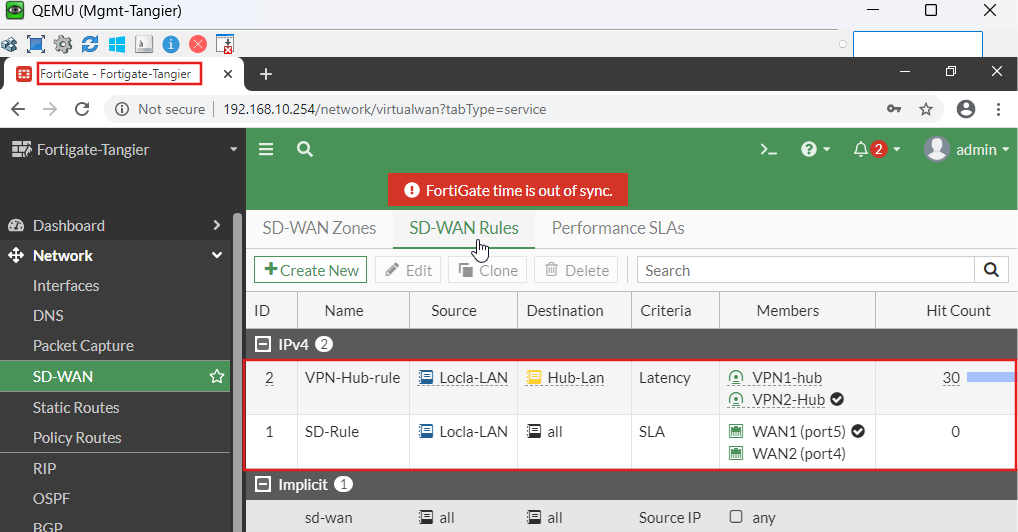 QEMU (Mgmt-Tangier)
FortiGate - Fortigate-Tangier
Not secure | 192.168.10.254/network/virtualwan?tabType=service
Fortigate-Tangier
2
admin
FortiGate time is out of sync.
Dashboard
Network
Interfaces
DNS
Packet Capture
SD-WAN
Static Routes
Policy Routes
RIP
OSPF
BGP
SD-WAN Zones SD-WAN Rules Performance SLAs
Create New Edit Clone Delete Search
ID Name Source Destination Criteria Members Hit Count
IPv4 2
2 VPN-Hub-rule Locla-LAN Hub-Lan Latency VPN1-hub 30
VPN2-Hub
1 SD-Rule Locla-LAN all SLA WAN1 (port5) 0
WAN2 (port4)
Implicit 1
sd-wan all all Source IP any